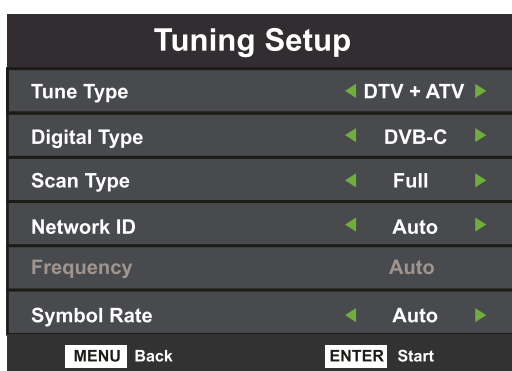 Tuning Setup
Tune Type DTV + ATV
Digital Type DVB-C
Scan Type Full
Network ID Auto
Frequency Auto
Symbol Rate Auto
MENU Back ENTER Start